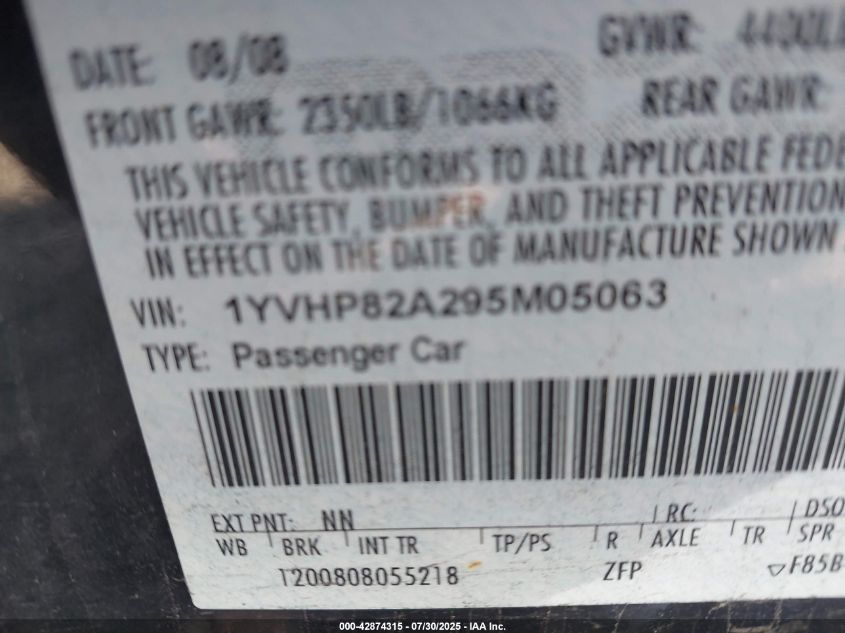 DATE: 08/08 GVWR: 4400L
FRONT GAWR: 2350LB/1066KG REAR GAWR:
THIS VEHICLE CONFORMS TO ALL APPLICABLE FEDE
VEHICLE SAFETY, BUMPER, AND THEFT PREVENTION
IN EFFECT ON THE DATE OF MANUFACTURE SHOWN
VIN: 1YVHP82A295M05063
TYPE: Passenger Car
EXT PNT: NN RC: DSO
WB BRK INT TR TP/PS R AXLE TR SPR
T200808055218 ZFP F85B
000-42874315 - 07/30/2025 - IAA Inc.